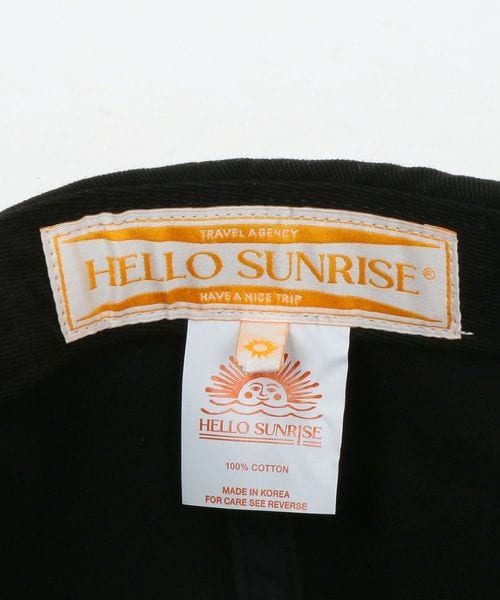 TRAVEL AGENCY
HELLO SUNRISE®
HAVE A NICE TRIP
HELLO SUNRISE
100% COTTON
MADE IN KOREA
FOR CARE SEE REVERSE